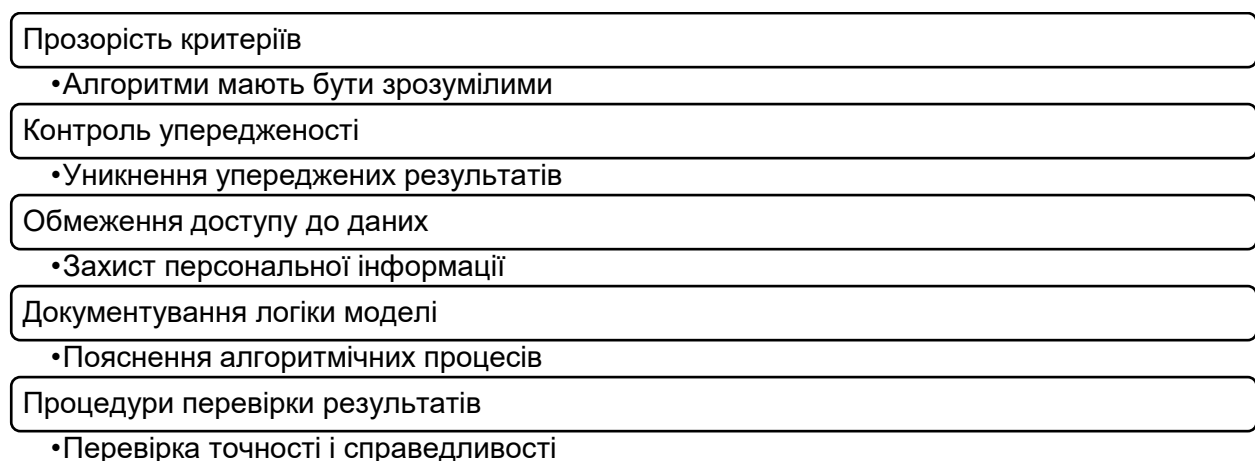 Прозорість критеріїв
•Алгоритми мають бути зрозумілими
Контроль упередженості
•Уникнення упереджених результатів
Обмеження доступу до даних
•Захист персональної інформації
Документування логіки моделі
•Пояснення алгоритмічних процесів
Процедури перевірки результатів
•Перевірка точності і справедливості